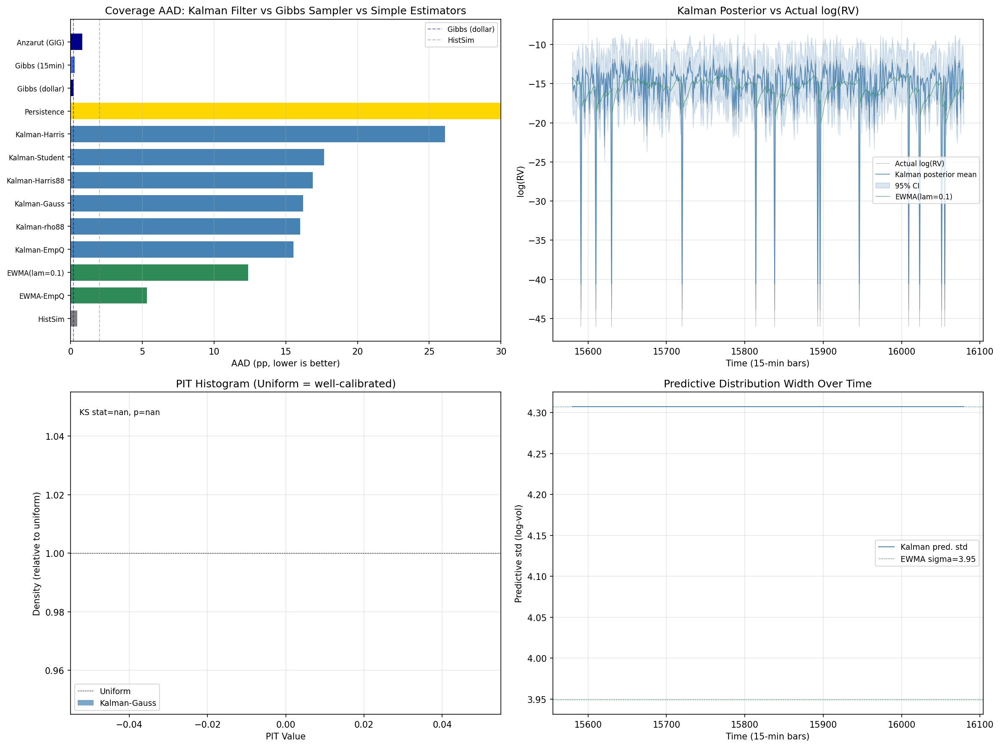 Coverage AAD: Kalman Filter vs Gibbs Sampler vs Simple Estimators
Gibbs (dollar)
HistSim
Anzarut (GIG)
Gibbs (15min)
Gibbs (dollar)
Persistence
Kalman-Harris
Kalman-Student
Kalman-Harris88
Kalman-Gauss
Kalman-rho88
Kalman-EmpQ
EWMA(lam=0.1)
EWMA-EmpQ
HistSim
0 5 10 15 20 25 30
AAD (pp, lower is better)
Kalman Posterior vs Actual log(RV)
log(RV)
−10
−15
−20
−25
−30
−35
−40
−45
Actual log(RV)
Kalman posterior mean
95% CI
EWMA(lam=0.1)
15600 15700 15800 15900 16000 16100
Time (15-min bars)
PIT Histogram (Uniform = well-calibrated)
KS stat=nan, p=nan
Density (relative to uniform)
1.04
1.02
1.00
0.98
0.96
Uniform
Kalman-Gauss
−0.04 −0.02 0.00 0.02 0.04
PIT Value
Predictive Distribution Width Over Time
Predictive std (log-vol)
4.30
4.25
4.20
4.15
4.10
4.05
4.00
3.95
Kalman pred. std
EWMA sigma=3.95
15600 15700 15800 15900 16000 16100
Time (15-min bars)